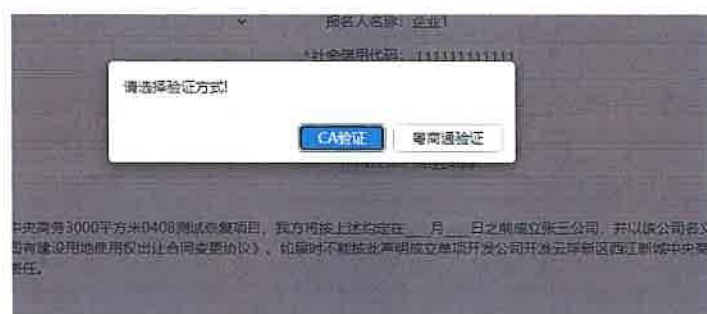 报名人名称：企业1
*社会信用代码：111111111111
请选择验证方式!
CA验证
粤商通验证
中央商务3000平方米0408测试恢复项目，我方将按上述约定在___月___日之前成立张三公司，并以该公司名义
国有建设用地使用权出让合同变更协议》，如届时不能按此声明成立单项开发公司开发云浮新区西江新城中央商
责任。